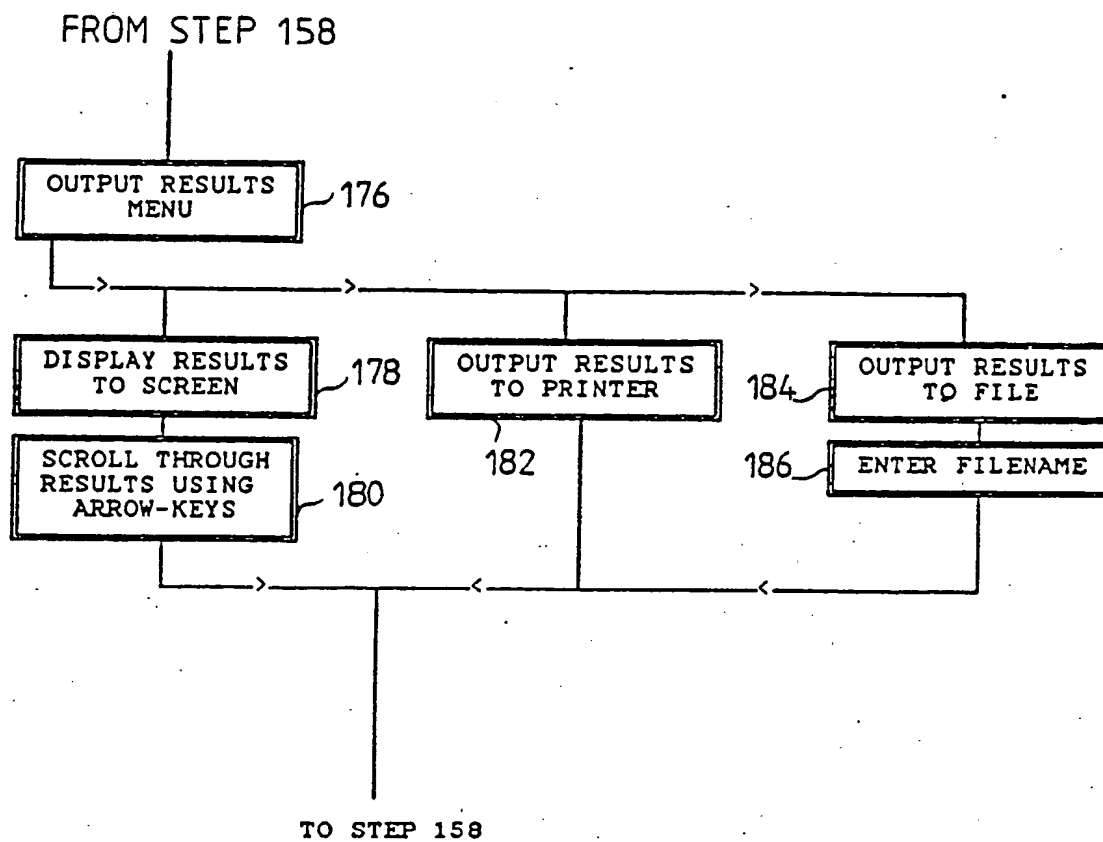 FROM STEP 158
OUTPUT RESULTS
MENU
176
DISPLAY RESULTS
TO SCREEN
178
OUTPUT RESULTS
TO PRINTER
182
184
OUTPUT RESULTS
TO FILE
SCROLL THROUGH
RESULTS USING
ARROW-KEYS
180
186
ENTER FILENAME
TO STEP 158